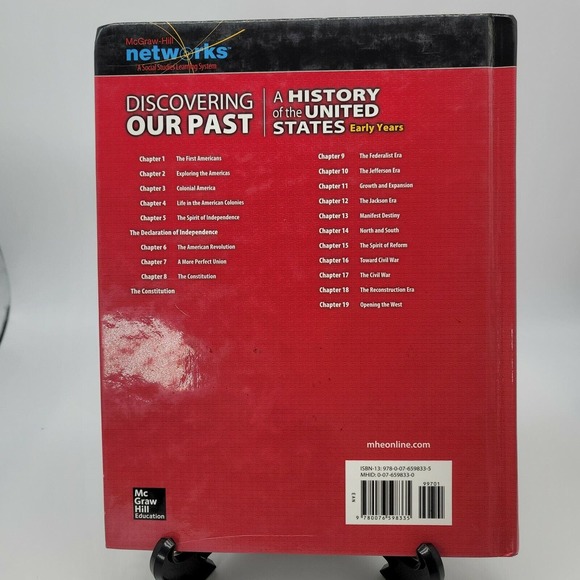 McGraw-Hill
networks™
A Social Studies Learning System
DISCOVERING
OUR PAST
A HISTORY
of the UNITED
STATES Early Years
Chapter 1 The First Americans
Chapter 2 Exploring the Americas
Chapter 3 Colonial America
Chapter 4 Life in the American Colonies
Chapter 5 The Spirit of Independence
The Declaration of Independence
Chapter 6 The American Revolution
Chapter 7 A More Perfect Union
Chapter 8 The Constitution
The Constitution
Chapter 9 The Federalist Era
Chapter 10 The Jefferson Era
Chapter 11 Growth and Expansion
Chapter 12 The Jackson Era
Chapter 13 Manifest Destiny
Chapter 14 North and South
Chapter 15 The Spirit of Reform
Chapter 16 Toward Civil War
Chapter 17 The Civil War
Chapter 18 The Reconstruction Era
Chapter 19 Opening the West
mheonline.com
ISBN-13: 978-0-07-659833-5
MHID: 0-07-659833-0
99701
EAN
9 780076 598335
Mc
Graw
Hill
Education